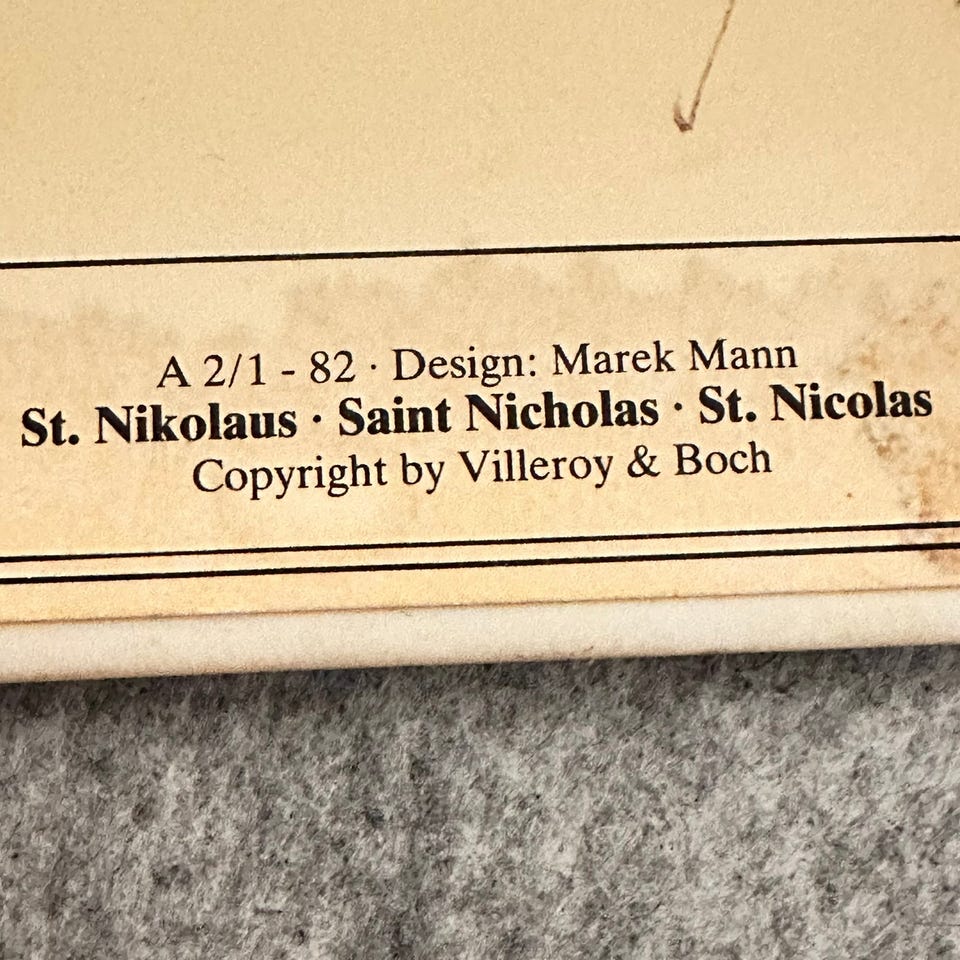 A 2/1 - 82 · Design: Marek Mann
St. Nikolaus · Saint Nicholas · St. Nicolas
Copyright by Villeroy & Boch